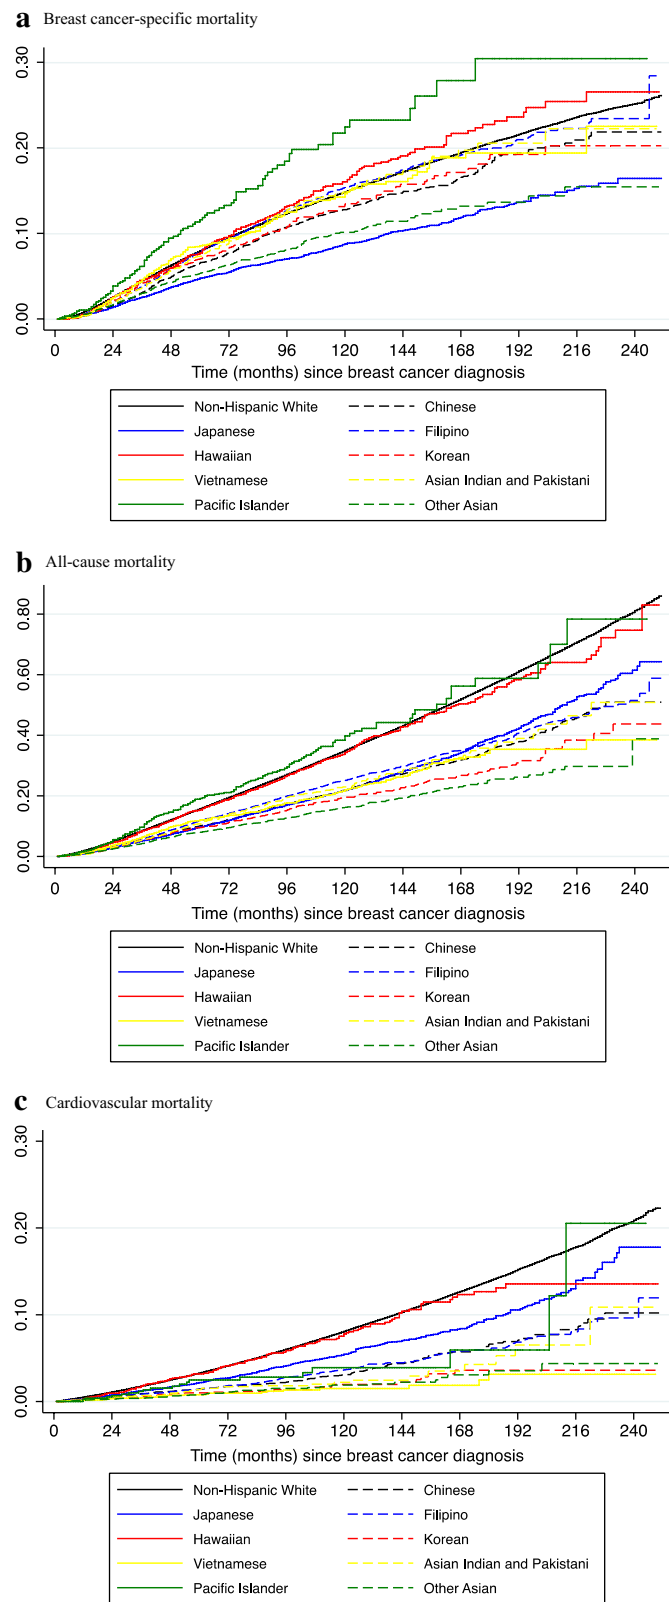 a Breast cancer-specific mortality
0.30
0.20
0.10
0.00
0 24 48 72 96 120 144 168 192 216 240
Time (months) since breast cancer diagnosis
Non-Hispanic White Chinese
Japanese Filipino
Hawaiian Korean
Vietnamese Asian Indian and Pakistani
Pacific Islander Other Asian
b All-cause mortality
0.80
0.60
0.40
0.20
0.00
0 24 48 72 96 120 144 168 192 216 240
Time (months) since breast cancer diagnosis
Non-Hispanic White Chinese
Japanese Filipino
Hawaiian Korean
Vietnamese Asian Indian and Pakistani
Pacific Islander Other Asian
c Cardiovascular mortality
0.30
0.20
0.10
0.00
0 24 48 72 96 120 144 168 192 216 240
Time (months) since breast cancer diagnosis
Non-Hispanic White Chinese
Japanese Filipino
Hawaiian Korean
Vietnamese Asian Indian and Pakistani
Pacific Islander Other Asian